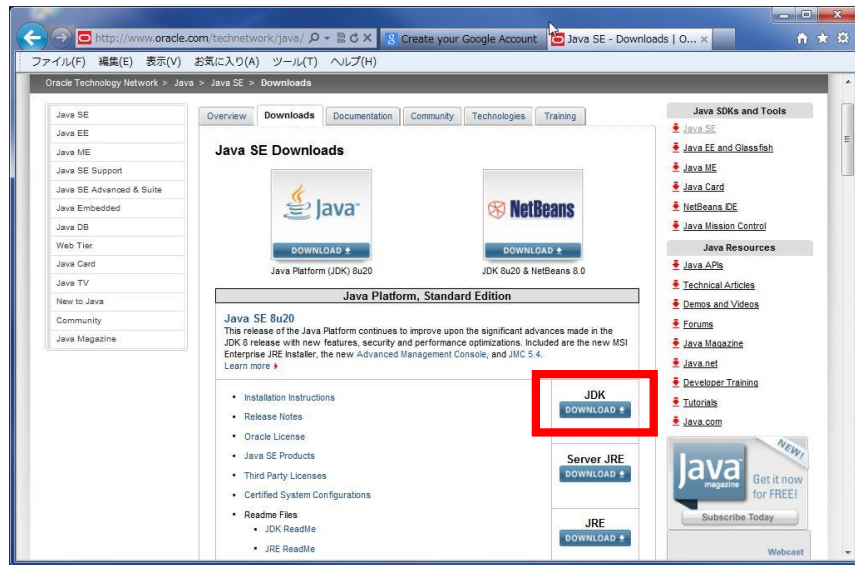 http://www.oracle.com/technetwork/java/
Create your Google Account
Java SE - Downloads | O...
ファイル(F) 編集(E) 表示(V) お気に入り(A) ツール(T) ヘルプ(H)
Oracle Technology Network > Java > Java SE > Downloads
Java SE
Java EE
Java ME
Java SE Support
Java SE Advanced & Suite
Java Embedded
Java DB
Web Tier
Java Card
Java TV
New to Java
Community
Java Magazine
Overview Downloads Documentation Community Technologies Training
Java SE Downloads
Java
DOWNLOAD
Java Platform (JDK) 8u20
NetBeans
DOWNLOAD
JDK 8u20 & NetBeans 8.0
Java Platform, Standard Edition
Java SE 8u20
This release of the Java Platform continues to improve upon the significant advances made in the
JDK 8 release with new features, security and performance optimizations. Included are the new MSI
Enterprise JRE Installer, the new Advanced Management Console, and JMC 5.4.
Learn more
• Installation Instructions
• Release Notes
• Oracle License
• Java SE Products
• Third Party Licenses
• Certified System Configurations
• Readme Files
• JDK ReadMe
• JRE ReadMe
JDK
DOWNLOAD
Server JRE
DOWNLOAD
JRE
DOWNLOAD
Java SDKs and Tools
Java SE
Java EE and Glassfish
Java ME
Java Card
NetBeans IDE
Java Mission Control
Java Resources
Java APIs
Technical Articles
Demos and Videos
Forums
Java Magazine
Java.net
Developer Training
Tutorials
Java.com
NEW!
Java
magazine
Get it now
for FREE!
Subscribe Today
Webcast